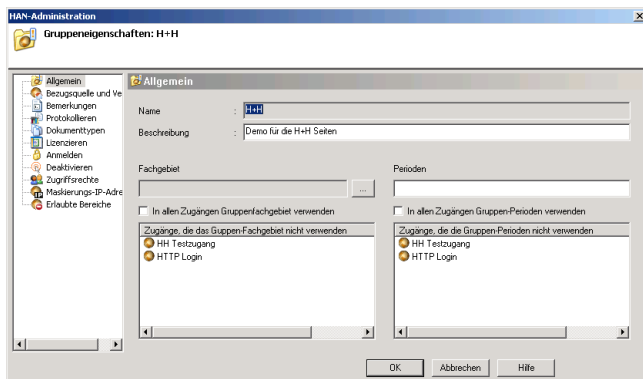 HAN-Administration
Gruppeneigenschaften: H+H
Allgemein
Bezugsquelle und Ve
Bemerkungen
Protokollieren
Dokumenttypen
Lizenzieren
Anmelden
Deaktivieren
Zugriffsrechte
Maskierungs-IP-Adre
Erlaubte Bereiche
Allgemein
Name : H+H
Beschreibung : Demo für die H+H Seiten
Fachgebiet
...
In allen Zugängen Gruppenfachgebiet verwenden
Zugänge, die das Guppen-Fachgebiet nicht verwenden
HH Testzugang
HTTP Login
Perioden
In allen Zugängen Gruppen-Perioden verwenden
Zugänge, die die Gruppen-Perioden nicht verwenden
HH Testzugang
HTTP Login
OK Abbrechen Hilfe